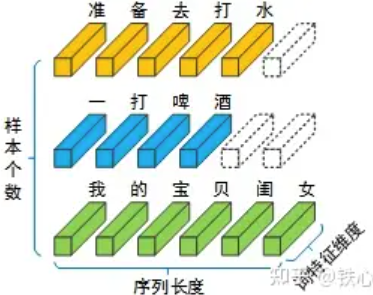 准 备 去 打 水
一 打 啤 酒
样本个数
我 的 宝 贝 闺 女
词特征维度
序列长度
知乎 @铁心